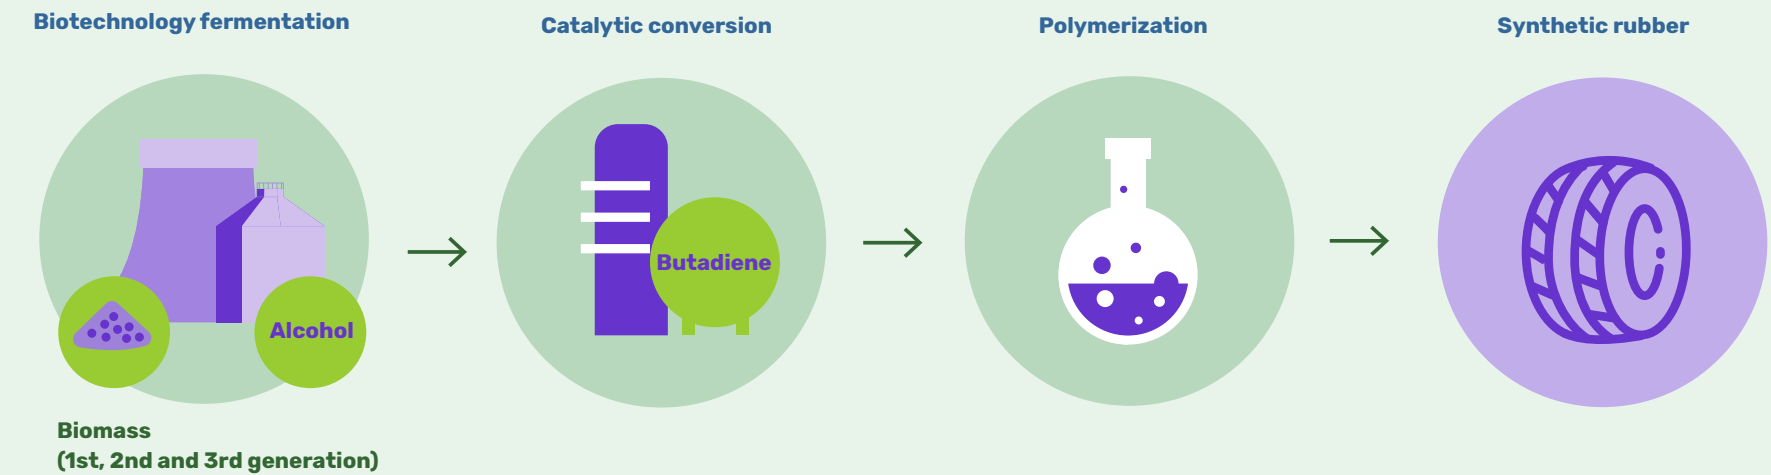 Biotechnology fermentation
Catalytic conversion
Polymerization
Synthetic rubber
Butadiene
Alcohol
Biomass
(1st, 2nd and 3rd generation)